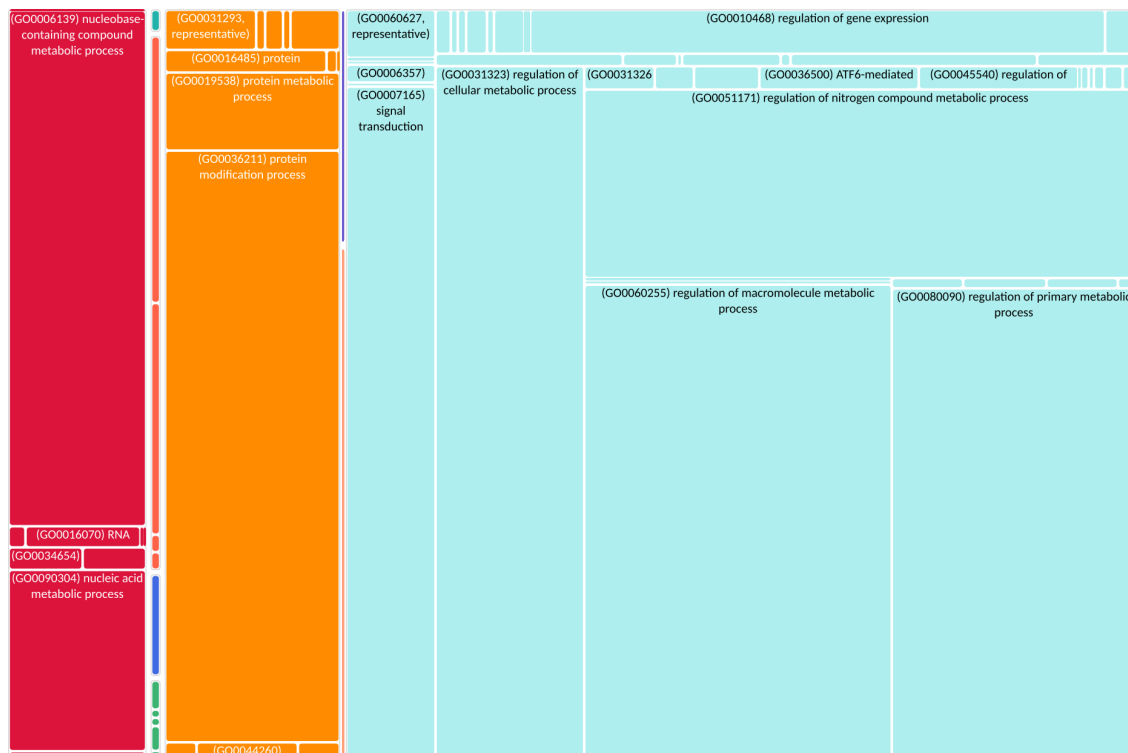 (GO0006139) nucleobase-
containing compound
metabolic process
(GO0016070) RNA
(GO0034654)
(GO0090304) nucleic acid
metabolic process
(GO0031293,
representative)
(GO0016485) protein
(GO0019538) protein metabolic
process
(GO0036211) protein
modification process
(GO0044260)
(GO0060627,
representative)
(GO0006357)
(GO0007165)
signal
transduction
(GO0010468) regulation of gene expression
(GO0031323) regulation of
cellular metabolic process
(GO0031326
(GO0036500) ATF6-mediated
(GO0045540) regulation of
(GO0051171) regulation of nitrogen compound metabolic process
(GO0060255) regulation of macromolecule metabolic
process
(GO0080090) regulation of primary metabolic
process